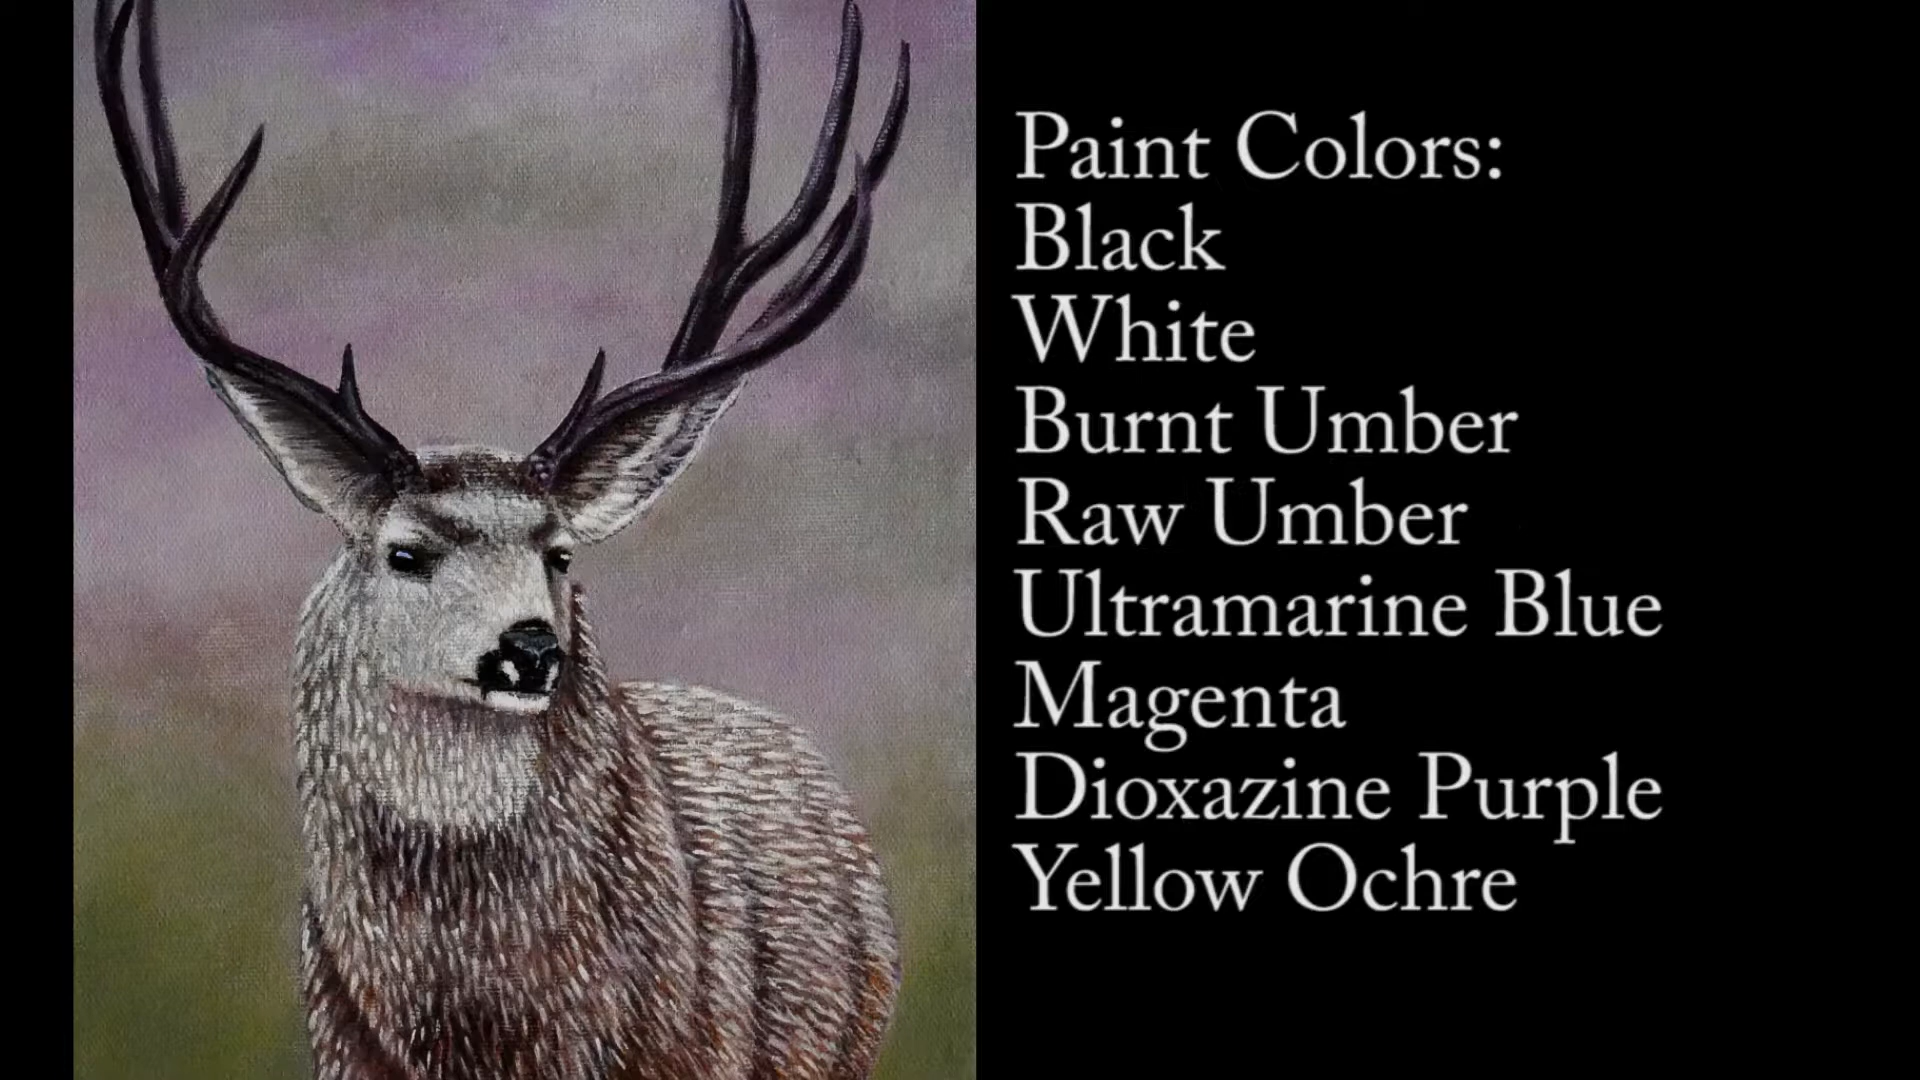 Paint Colors:
Black
White
Burnt Umber
Raw Umber
Ultramarine Blue
Magenta
Dioxazine Purple
Yellow Ochre